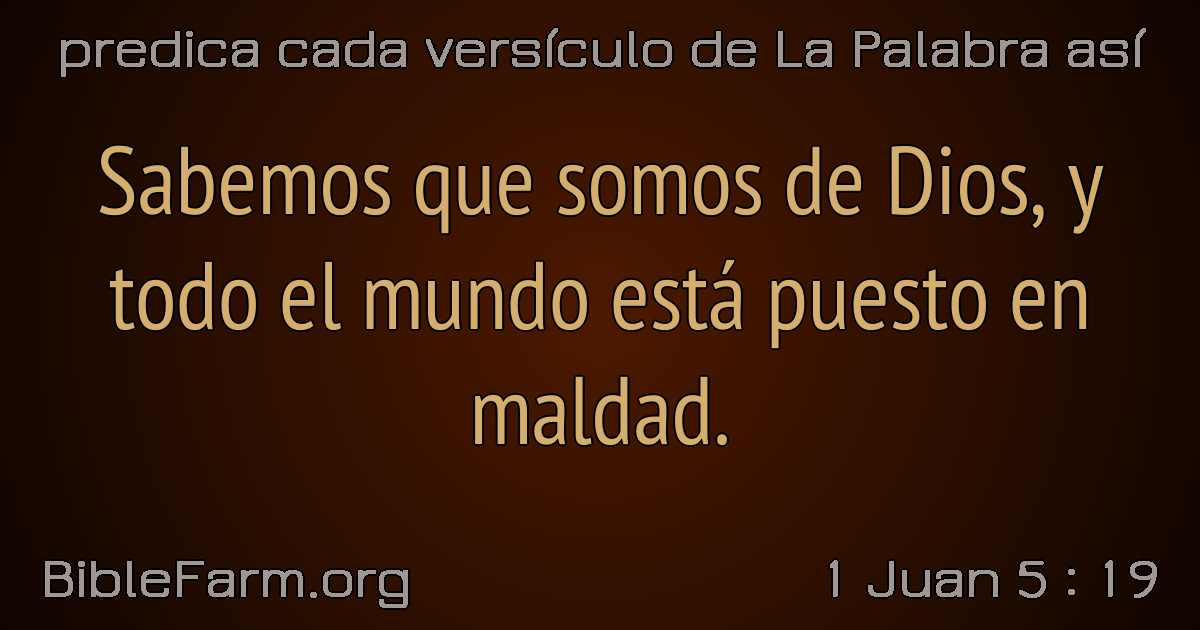 predica cada versículo de La Palabra así
Sabemos que somos de Dios, y
todo el mundo está puesto en
maldad.
BibleFarm.org
1 Juan 5 : 19